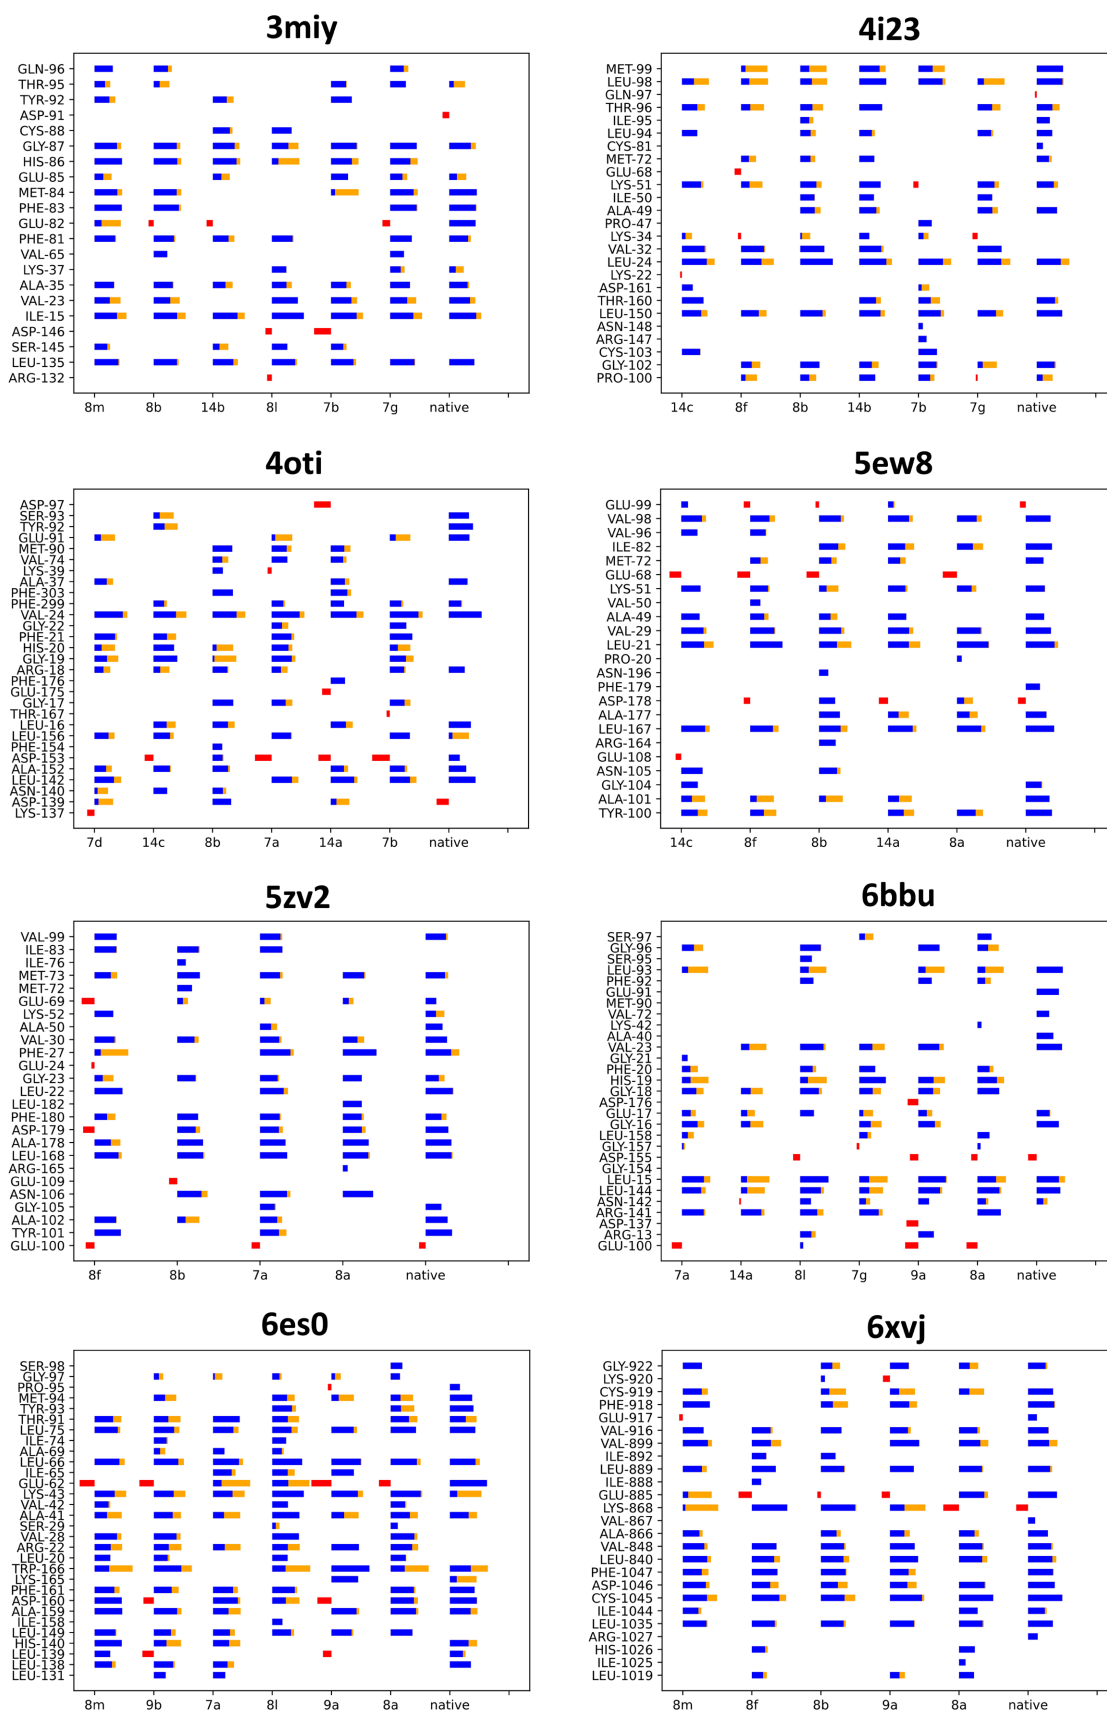 3miy
GLN-96
THR-95
TYR-92
ASP-91
CYS-88
GLY-87
HIS-86
GLU-85
MET-84
PHE-83
GLU-82
PHE-81
VAL-65
LYS-37
ALA-35
VAL-23
ILE-15
ASP-146
SER-145
LEU-135
ARG-132
8m 8b 14b 8l 7b 7g native
4i23
MET-99
LEU-98
GLN-97
THR-96
ILE-95
LEU-94
CYS-81
MET-72
GLU-68
LYS-51
ILE-50
ALA-49
PRO-47
LYS-34
VAL-32
LEU-24
LYS-22
ASP-161
THR-160
LEU-150
ASN-148
ARG-147
CYS-103
GLY-102
PRO-100
14c 8f 8b 14b 7b 7g native
4oti
ASP-97
SER-93
TYR-92
GLU-91
MET-90
VAL-74
LYS-39
ALA-37
PHE-303
PHE-299
VAL-24
GLY-22
PHE-21
HIS-20
GLY-19
ARG-18
PHE-176
GLU-175
GLY-17
THR-167
LEU-16
LEU-156
PHE-154
ASP-153
ALA-152
LEU-142
ASN-140
ASP-139
LYS-137
7d 14c 8b 7a 14a 7b native
5ew8
GLU-99
VAL-98
VAL-96
ILE-82
MET-72
GLU-68
LYS-51
VAL-50
ALA-49
VAL-29
LEU-21
PRO-20
ASN-196
PHE-179
ASP-178
ALA-177
LEU-167
ARG-164
GLU-108
ASN-105
GLY-104
ALA-101
TYR-100
14c 8f 8b 14a 8a native
5zv2
VAL-99
ILE-83
ILE-76
MET-73
MET-72
GLU-69
LYS-52
ALA-50
VAL-30
PHE-27
GLU-24
GLY-23
LEU-22
LEU-182
PHE-180
ASP-179
ALA-178
LEU-168
ARG-165
GLU-109
ASN-106
GLY-105
ALA-102
TYR-101
GLU-100
8f 8b 7a 8a native
6bbu
SER-97
GLY-96
SER-95
LEU-93
PHE-92
GLU-91
MET-90
VAL-72
LYS-42
ALA-40
VAL-23
GLY-21
PHE-20
HIS-19
GLY-18
ASP-176
GLU-17
GLY-16
LEU-158
GLY-157
ASP-155
GLY-154
LEU-15
LEU-144
ASN-142
ARG-141
ASP-137
ARG-13
GLU-100
7a 14a 8l 7g 9a 8a native
6es0
SER-98
GLY-97
PRO-95
MET-94
TYR-93
THR-91
LEU-75
ILE-74
ALA-69
LEU-66
ILE-65
GLU-62
LYS-43
VAL-42
ALA-41
SER-29
VAL-28
ARG-22
LEU-20
TRP-166
LYS-165
PHE-161
ASP-160
ALA-159
ILE-158
LEU-149
HIS-140
LEU-139
LEU-138
LEU-131
8m 9b 7a 8l 9a 8a native
6xvj
GLY-922
LYS-920
CYS-919
PHE-918
GLU-917
VAL-916
VAL-899
ILE-892
LEU-889
ILE-888
GLU-885
LYS-868
VAL-867
ALA-866
VAL-848
LEU-840
PHE-1047
ASP-1046
CYS-1045
ILE-1044
LEU-1035
ARG-1027
HIS-1026
ILE-1025
LEU-1019
8m 8f 8b 9a 8a native